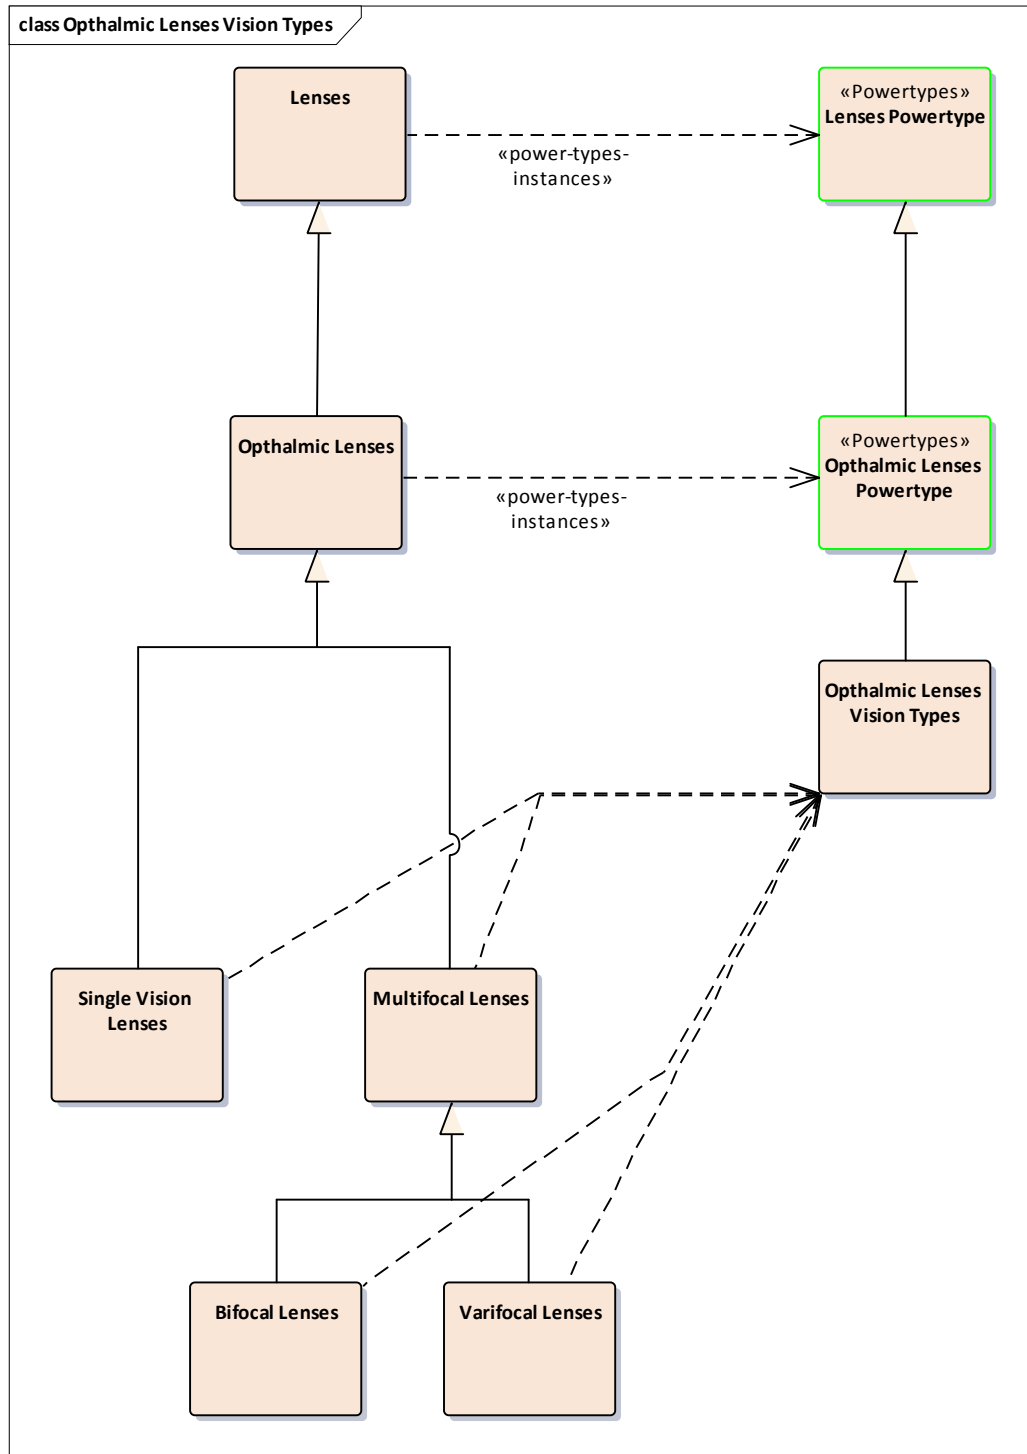 class Opthalmic Lenses Vision Types
Lenses
«Powertypes»
Lenses Powertype
«power-types-
instances»
Opthalmic Lenses
«Powertypes»
Opthalmic Lenses
Powertype
«power-types-
instances»
Opthalmic Lenses
Vision Types
Single Vision
Lenses
Multifocal Lenses
Bifocal Lenses
Varifocal Lenses